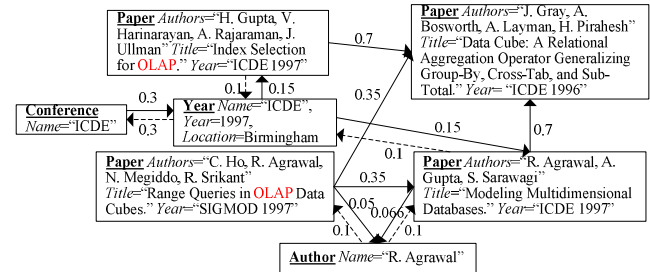 Paper Authors=“H. Gupta, V.
Harinarayan, A. Rajaraman, J.
Ullman” Title=“Index Selection
for OLAP.” Year=“ICDE 1997”
Paper Authors=“J. Gray, A.
Bosworth, A. Layman, H. Pirahesh”
Title=“Data Cube: A Relational
Aggregation Operator Generalizing
Group-By, Cross-Tab, and Sub-
Total.” Year= “ICDE 1996”
0.7
0.1
0.15
0.35
Conference
Name=“ICDE”
0.3
0.3
Year Name=“ICDE”,
Year=1997,
Location=Birmingham
0.15
0.1
0.7
Paper Authors=“C. Ho, R. Agrawal,
N. Megiddo, R. Srikant”
Title=“Range Queries in OLAP Data
Cubes.” Year=“SIGMOD 1997”
0.35
0.05
0.066
Paper Authors=“R. Agrawal, A.
Gupta, S. Sarawagi”
Title=“Modeling Multidimensional
Databases.” Year=“ICDE 1997”
0.1
0.1
Author Name=“R. Agrawal”